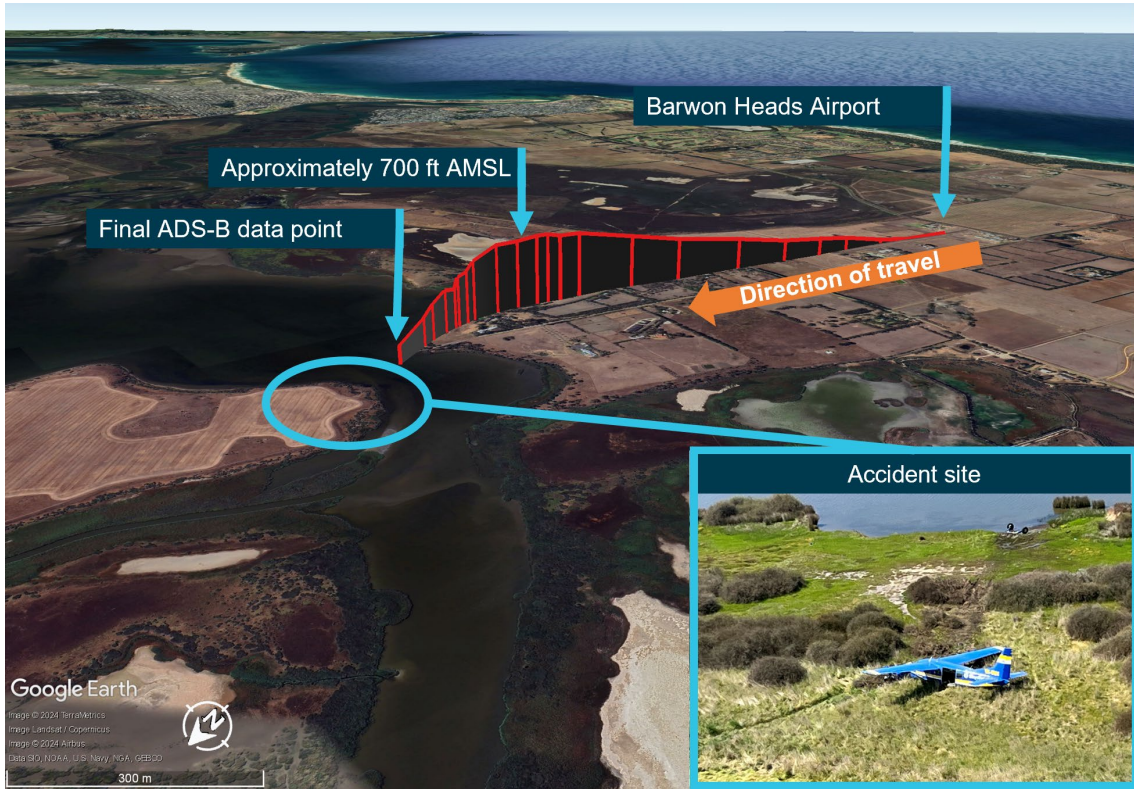 Barwon Heads Airport
Approximately 700 ft AMSL
Final ADS-B data point
Direction of travel
Accident site
Google Earth
Image © 2024 TerraMetrics
Image Landsat / Copernicus
Image © 2024 Airbus
Data SIO, NOAA, U.S. Navy, NGA, GEBCO
N
300 m